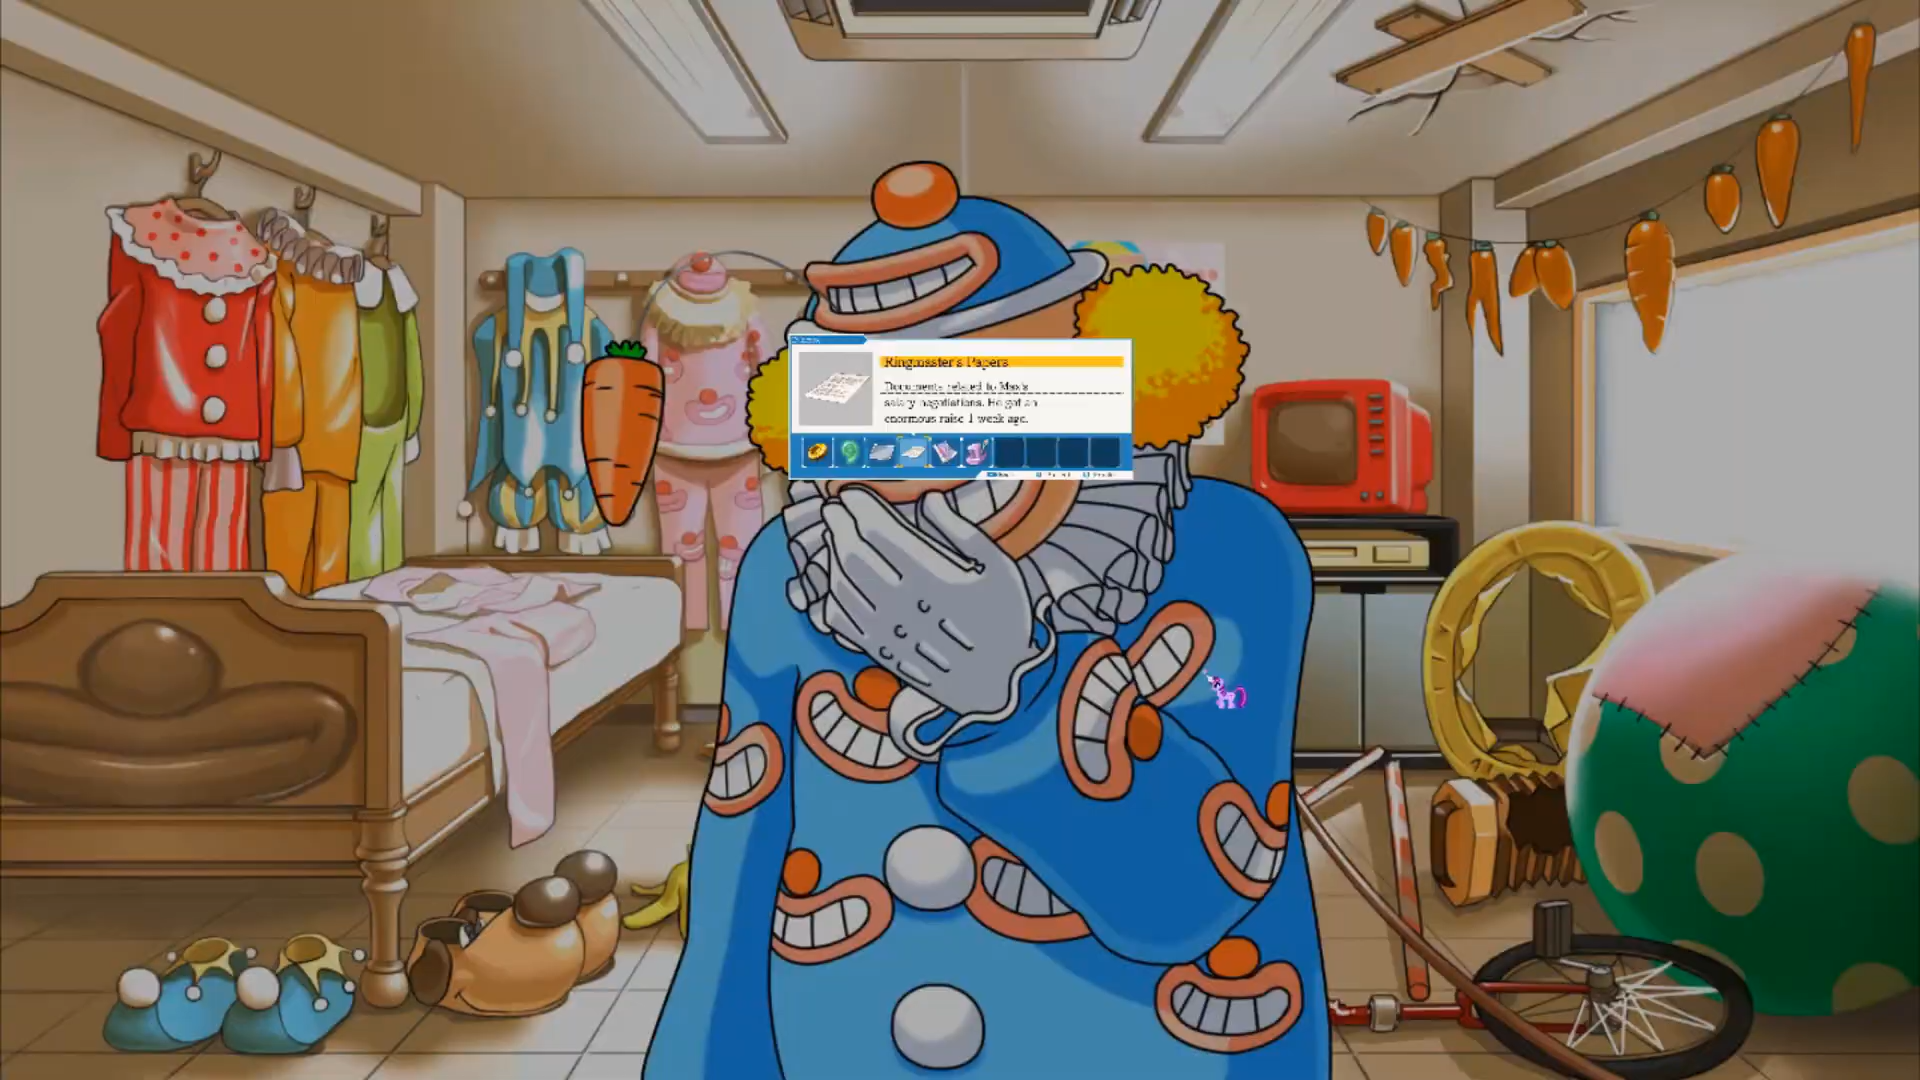 Ringmaster's Papers
Documents related to Max's
salary negotiations. He got an
enormous raise 1 week ago.